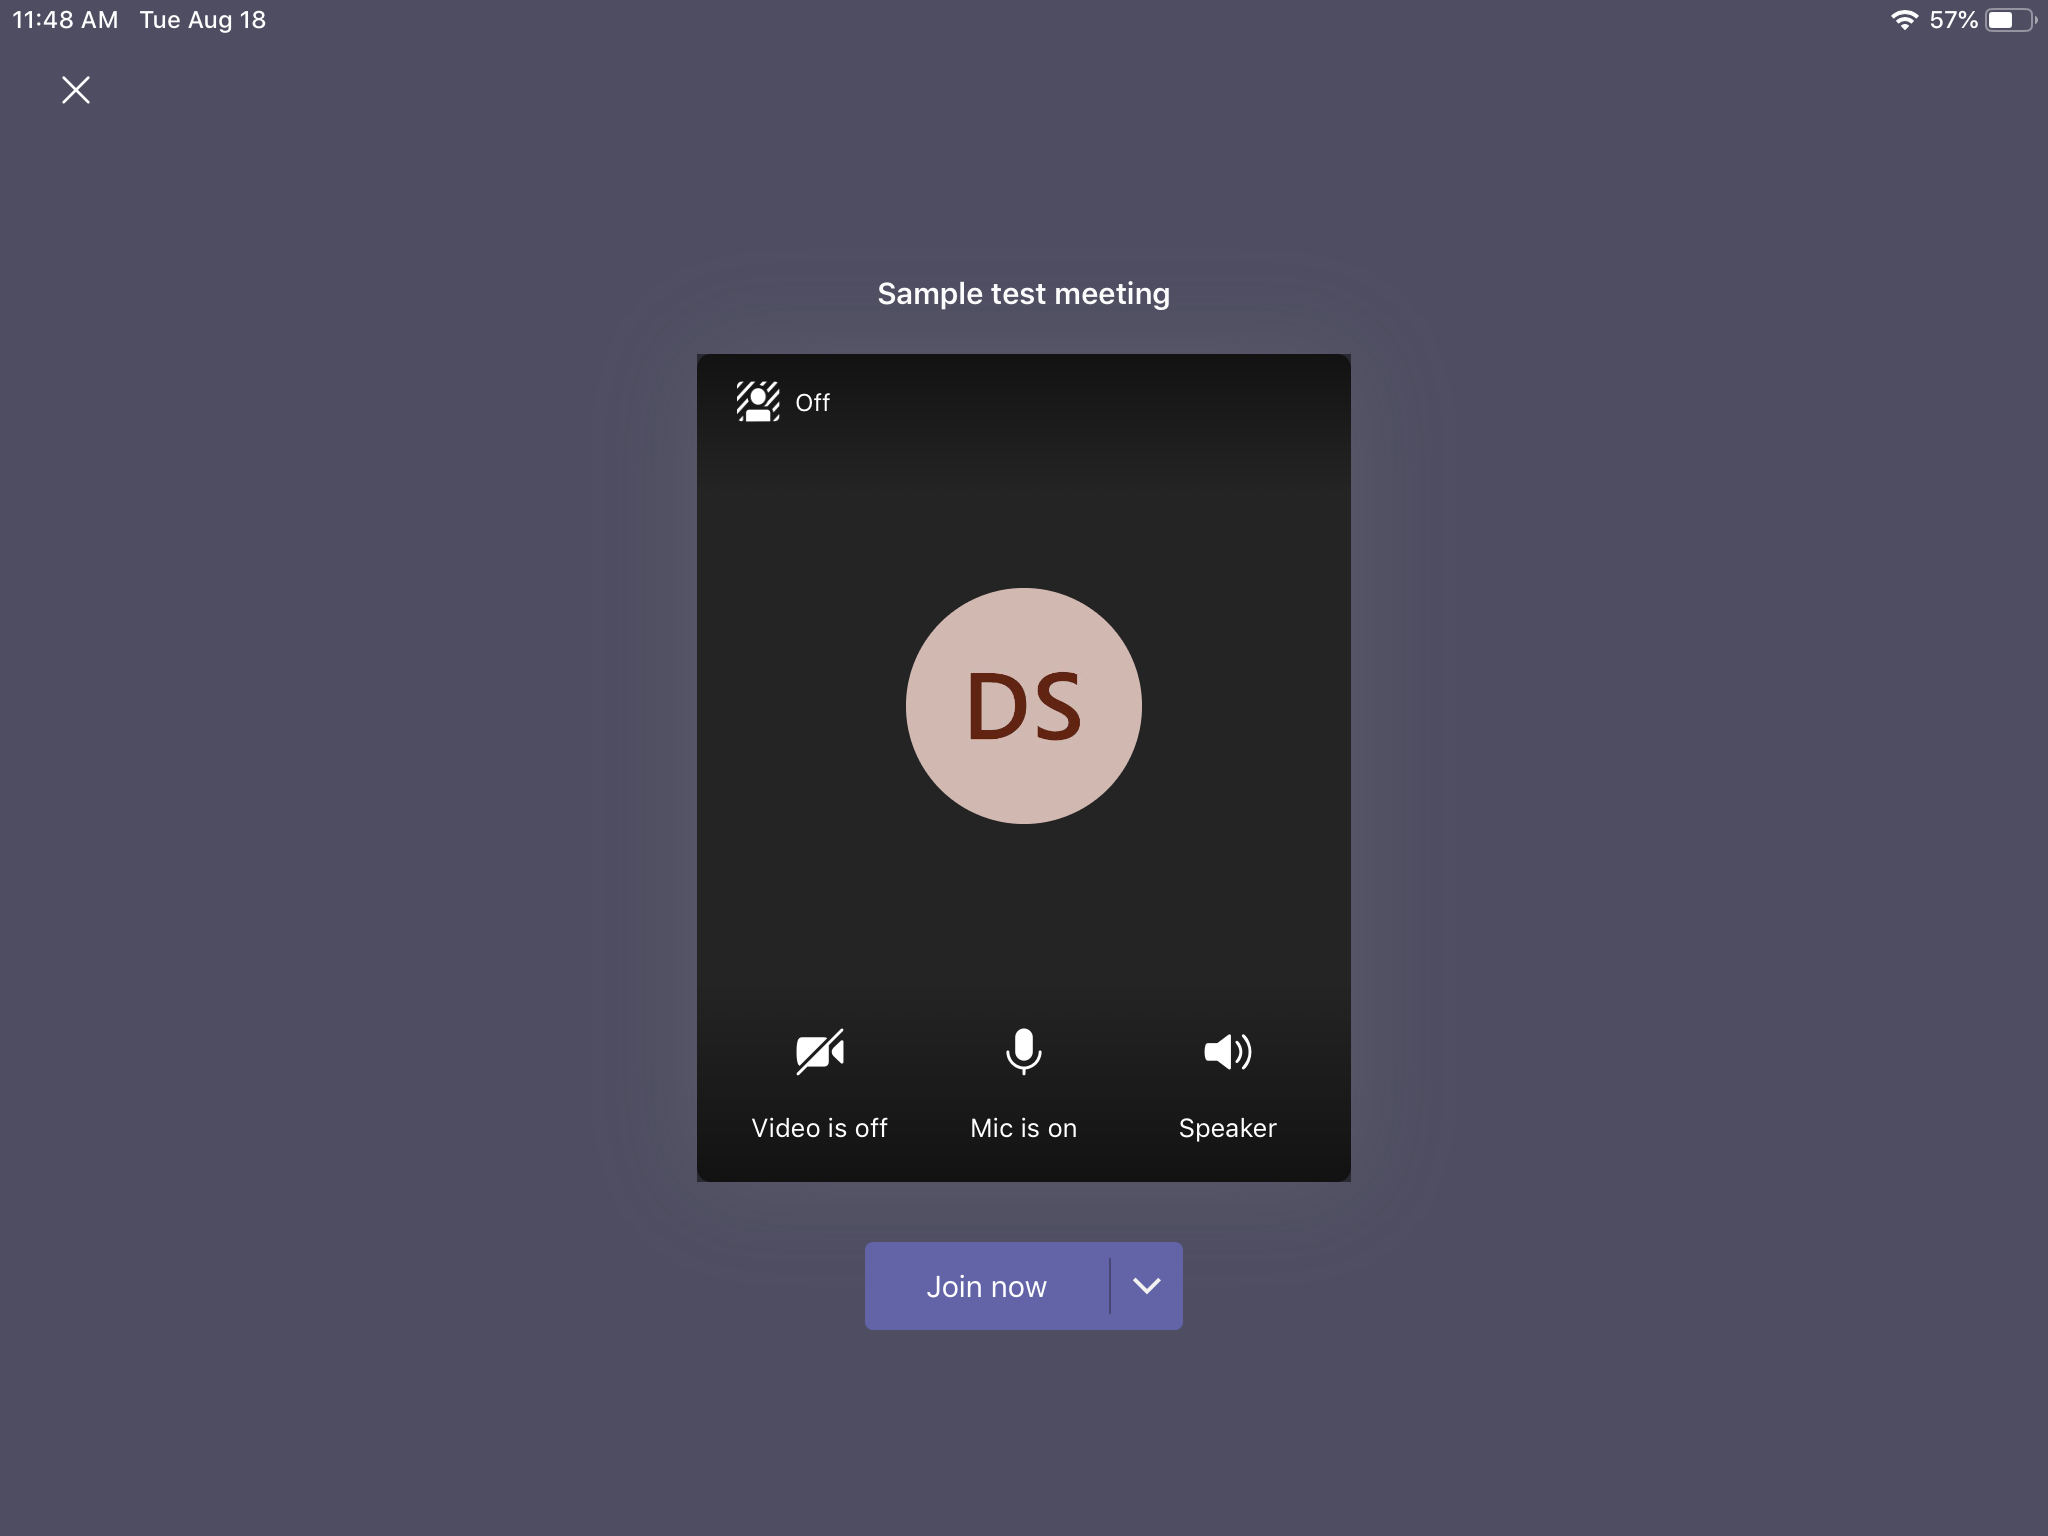 11:48 AM Tue Aug 18 57%
Sample test meeting
Off
DS
Video is off Mic is on Speaker
Join now